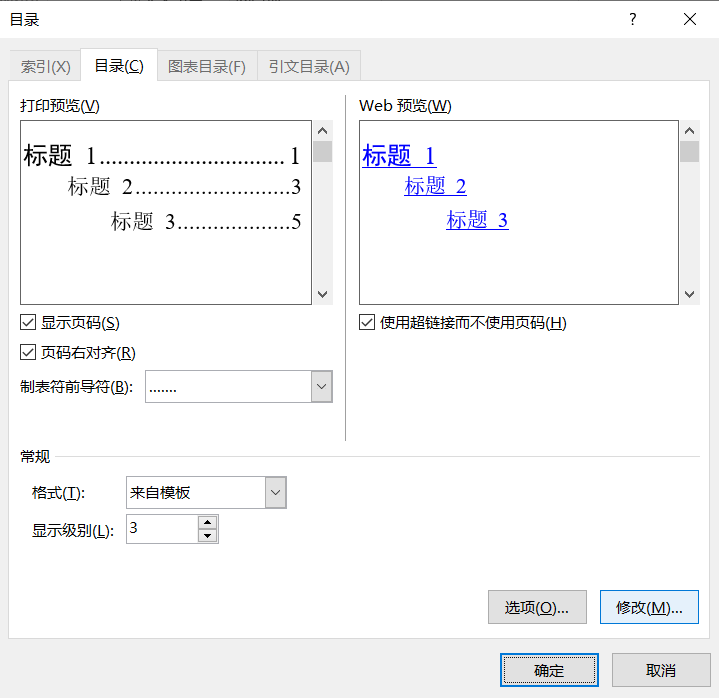 目录
?
索引(X) 目录(C) 图表目录(F) 引文目录(A)
打印预览(V)
标题 1............................... 1
标题 2..........................3
标题 3...................5
显示页码(S)
页码右对齐(R)
制表符前导符(B): .......
Web 预览(W)
标题 1
标题 2
标题 3
使用超链接而不使用页码(H)
常规
格式(T): 来自模板
显示级别(L): 3
选项(O)... 修改(M)...
确定 取消